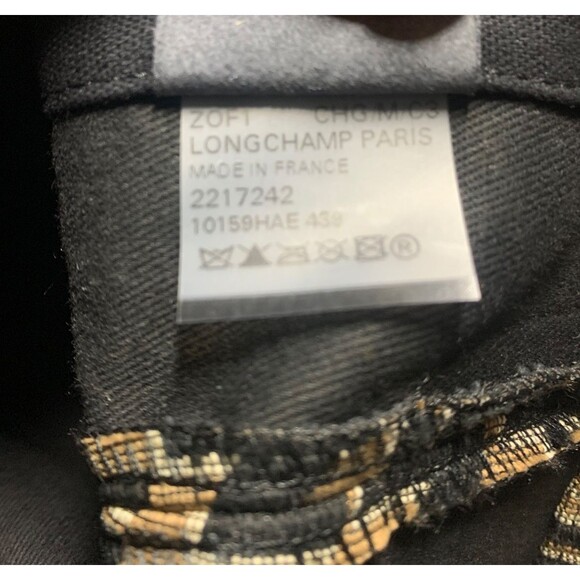 ZOFT CHG/M/C3
LONGCHAMP PARIS
MADE IN FRANCE
2217242
10159HAE 439
®